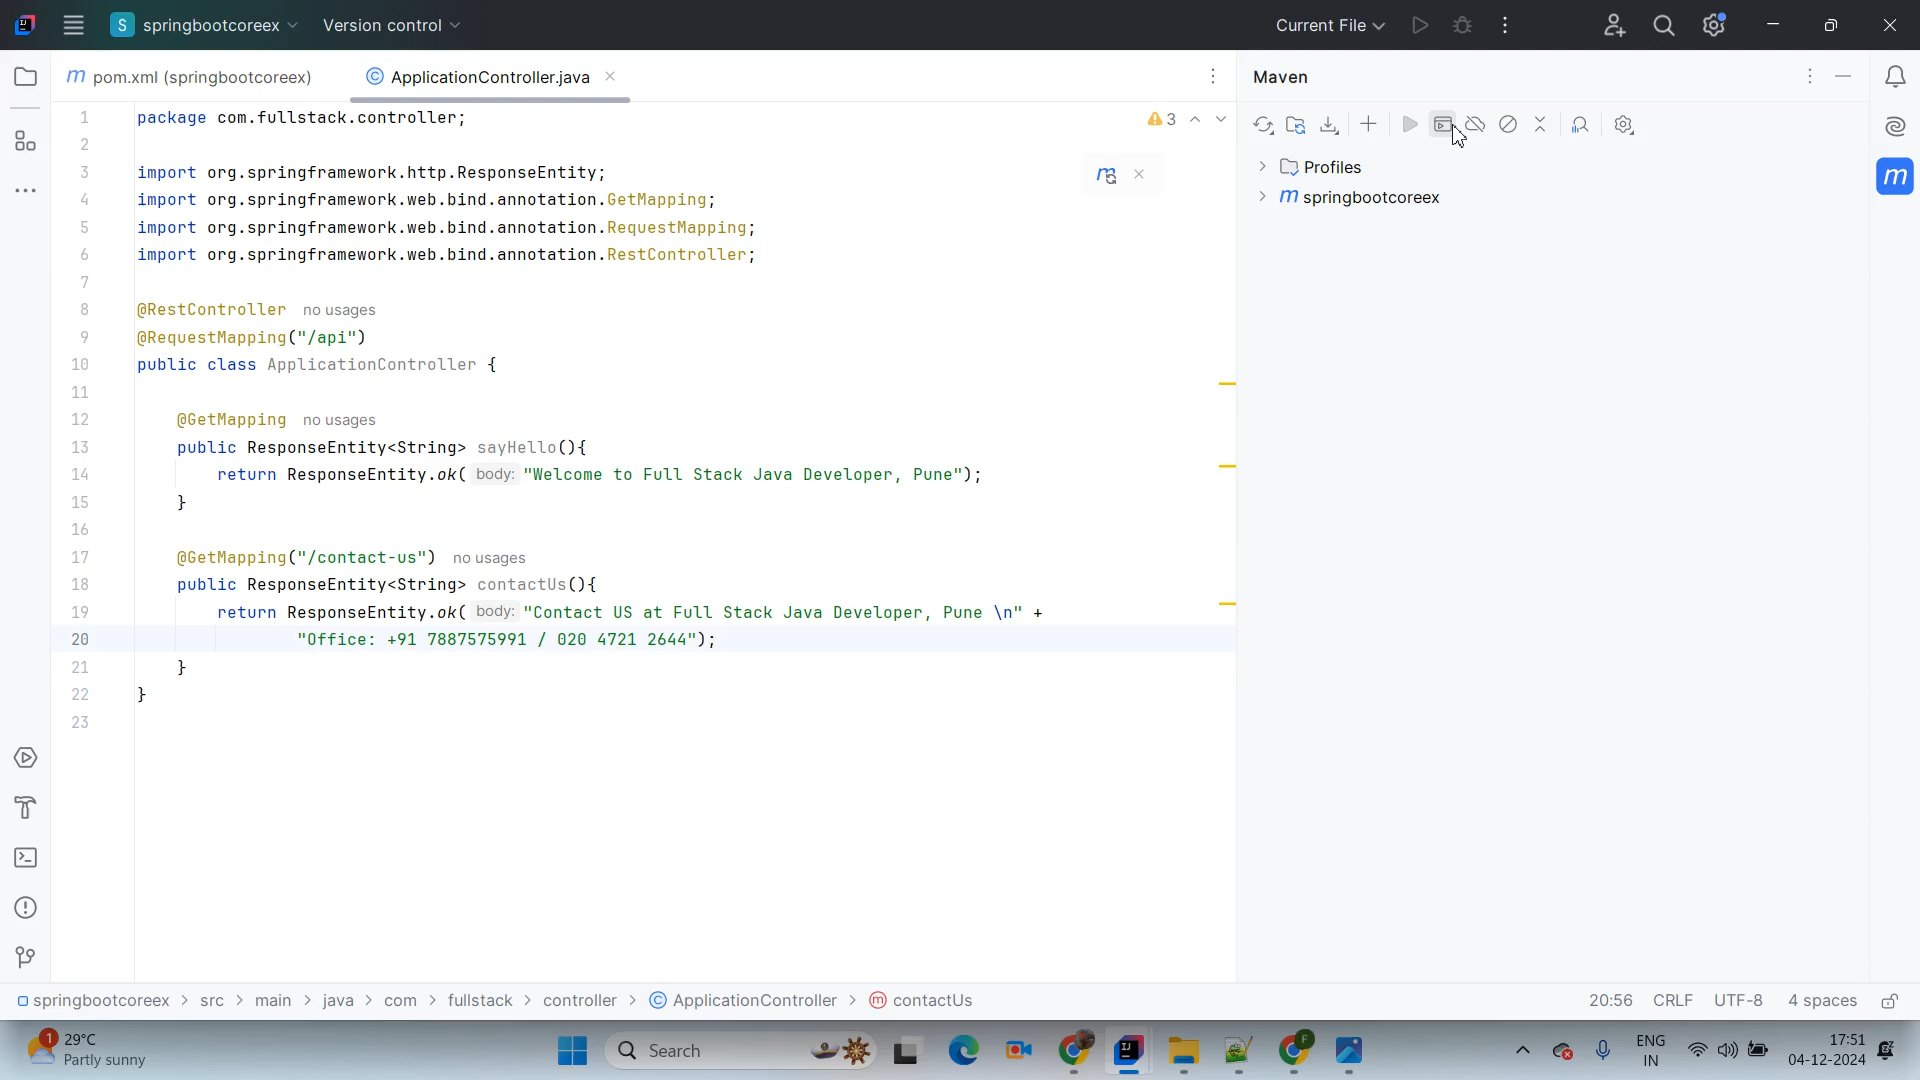 S springbootcoreex Version control Current File
m pom.xml (springbootcoreex) C ApplicationController.java Maven
1 package com.fullstack.controller; 3
2
3 import org.springframework.http.ResponseEntity;
4 import org.springframework.web.bind.annotation.GetMapping;
5 import org.springframework.web.bind.annotation.RequestMapping;
6 import org.springframework.web.bind.annotation.RestController;
7
8 @RestController no usages
9 @RequestMapping("/api")
10 public class ApplicationController {
11
12 @GetMapping no usages
13 public ResponseEntity<String> sayHello(){
14 return ResponseEntity.ok( body: "Welcome to Full Stack Java Developer, Pune");
15 }
16
17 @GetMapping("/contact-us") no usages
18 public ResponseEntity<String> contactUs(){
19 return ResponseEntity.ok( body: "Contact US at Full Stack Java Developer, Pune \n" +
20 "Office: +91 7887575991 / 020 4721 2644");
21 }
22 }
23
Profiles
m springbootcoreex
m
springbootcoreex > src > main > java > com > fullstack > controller > C ApplicationController > m contactUs 20:56 CRLF UTF-8 4 spaces
1 29°C
Partly sunny
Search
ENG
IN
17:51
04-12-2024